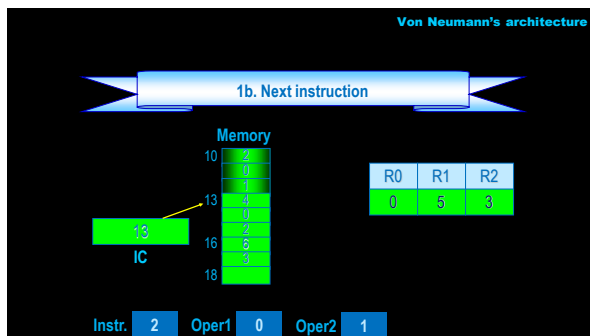 Von Neumann's architecture
1b. Next instruction
Memory
10 2
0
1
13 4
0
2
16 6
3
18
13
IC
R0 R1 R2
0 5 3
Instr. 2 Oper1 0 Oper2 1